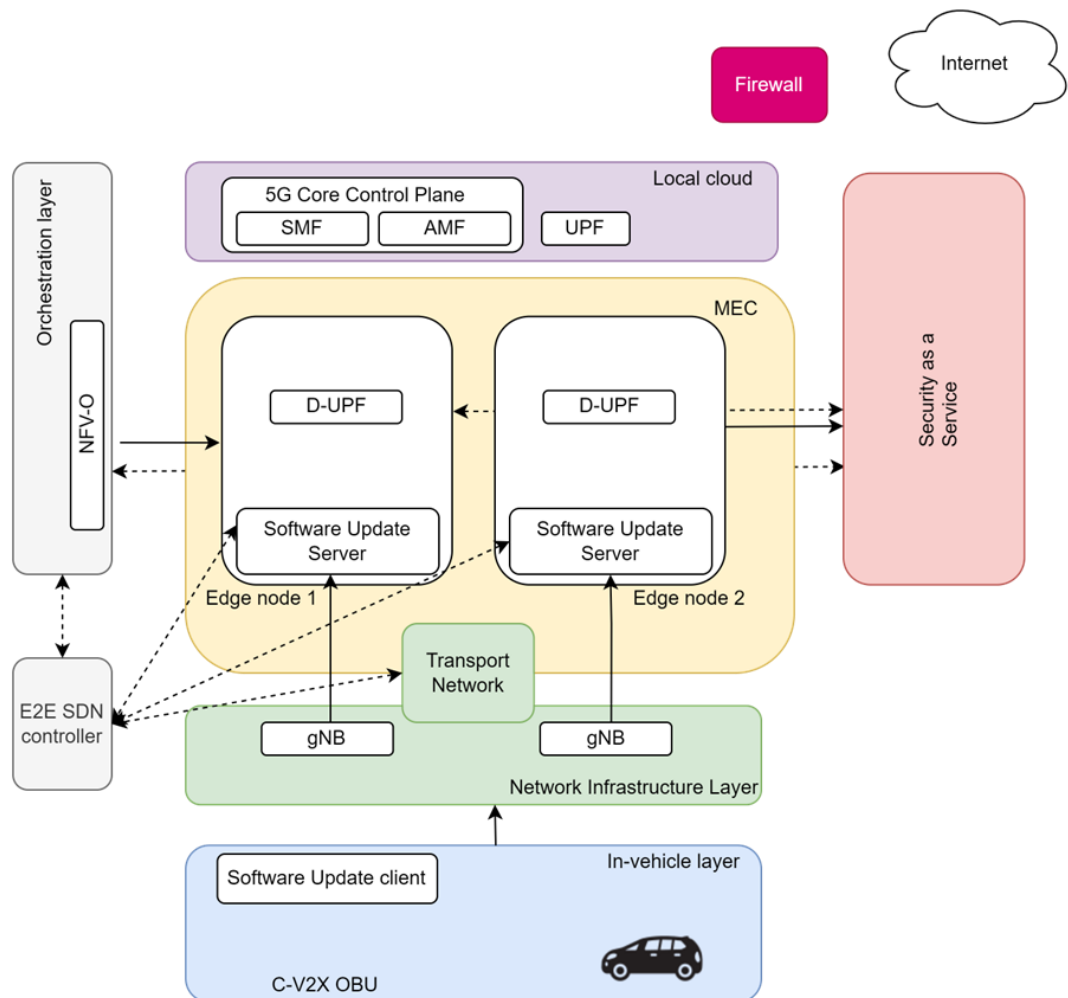 Internet
Firewall
Orchestration layer
NFV-O
Local cloud
5G Core Control Plane
SMF
AMF
UPF
MEC
D-UPF
D-UPF
Software Update
Server
Software Update
Server
Edge node 1
Edge node 2
Security as a
Service
Transport
Network
E2E SDN
controller
gNB
gNB
Network Infrastructure Layer
In-vehicle layer
Software Update client
C-V2X OBU